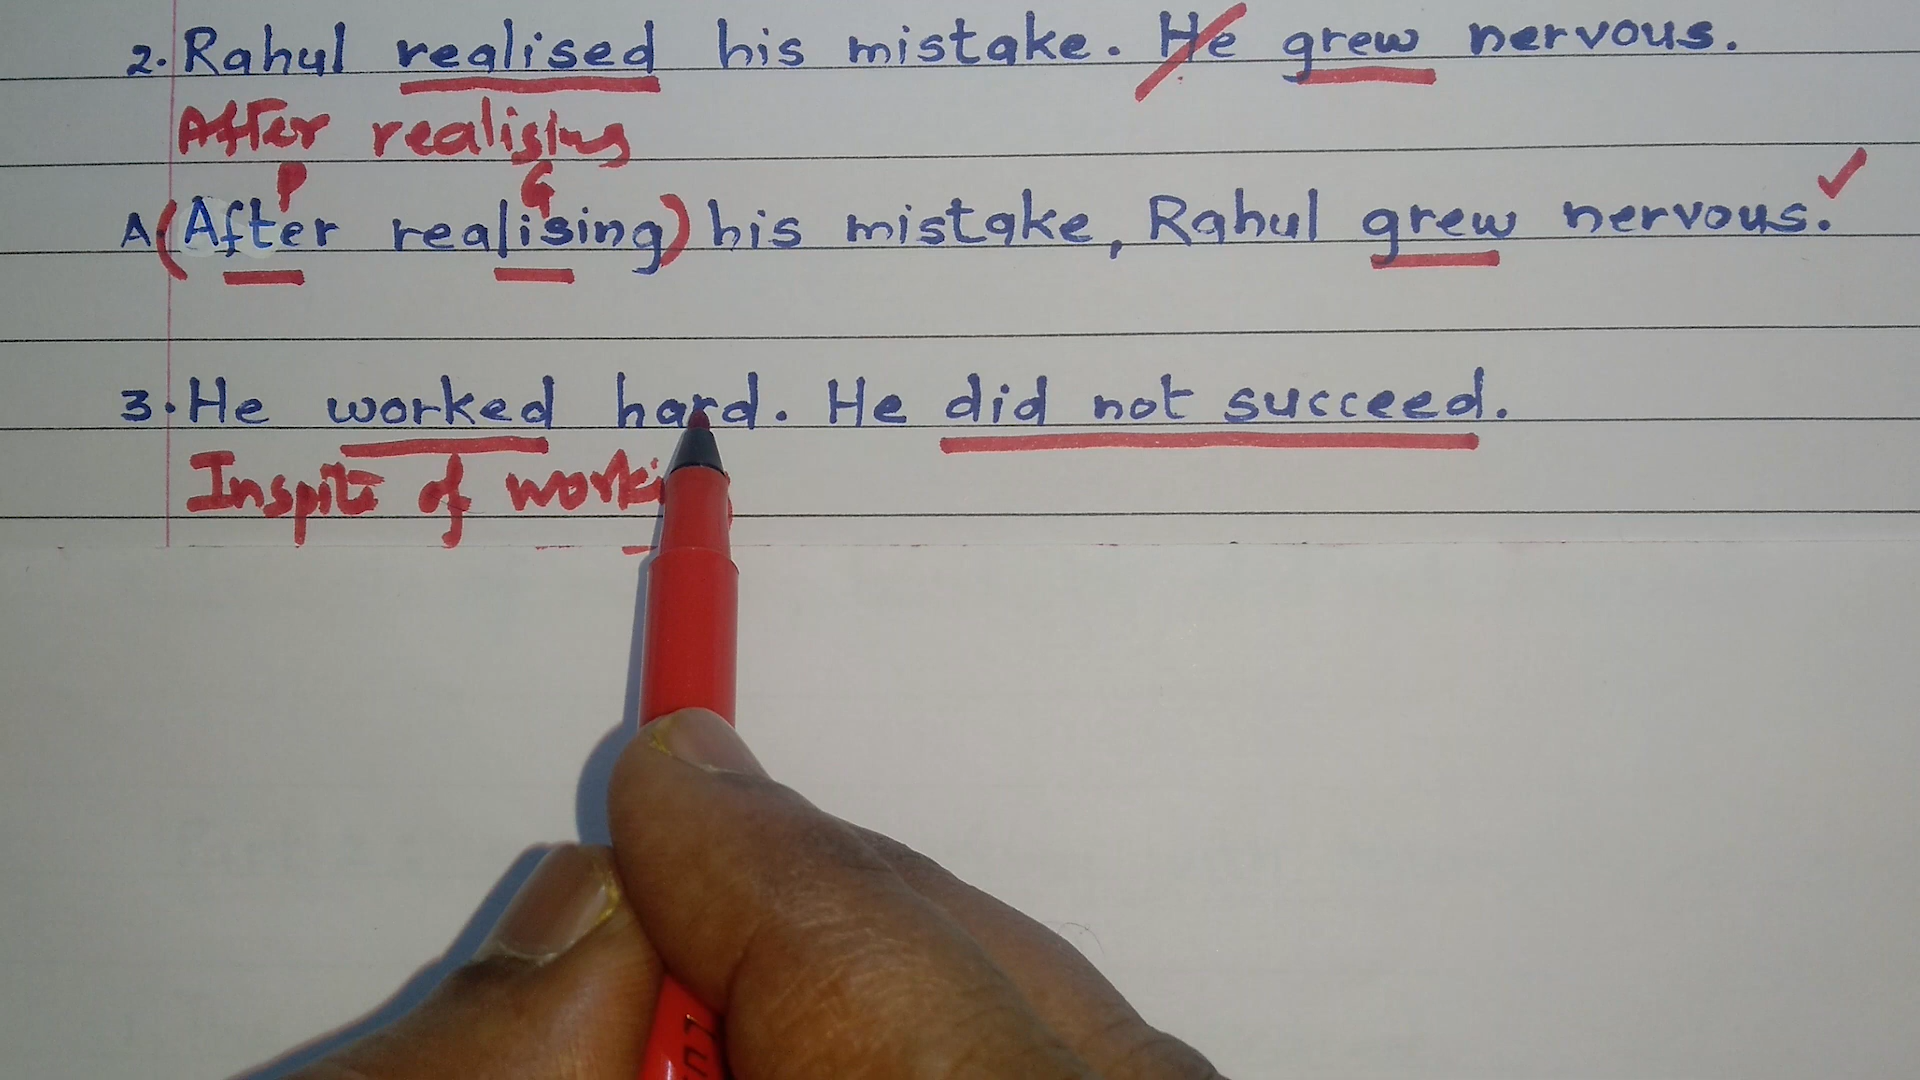 2. Rahul realised his mistake. He grew nervous.
After realising
P G
A. (After realising) his mistake, Rahul grew nervous.
3. He worked hard. He did not succeed.
Inspite of